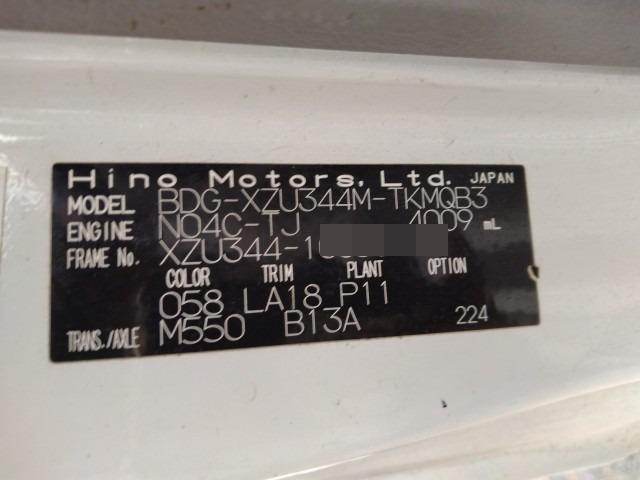 Hino Motors, Ltd. JAPAN
MODEL BDG-XZU344M-TKMQB3
ENGINE N04C-TJ 4009 mL
FRAME No. XZU344-10
COLOR TRIM PLANT OPTION
058 LA18 P11
TRANS./AXLE M550 B13A 224